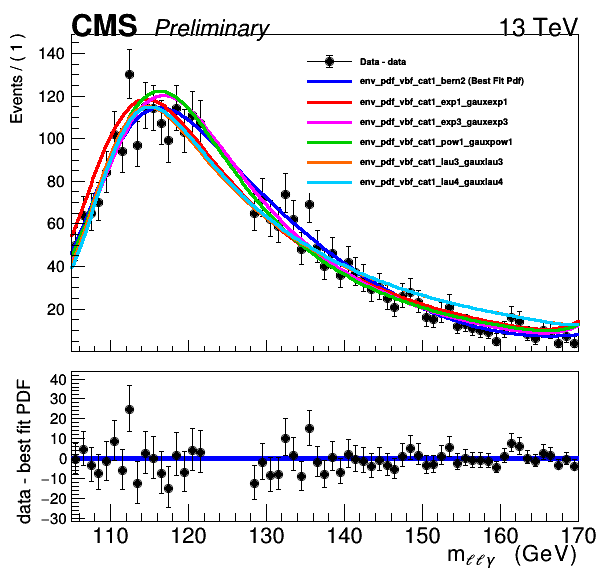 CMS Preliminary 13 TeV
Events / ( 1 )
140
120
100
80
60
40
20
Data - data
env_pdf_vbf_cat1_bern2 (Best Fit Pdf)
env_pdf_vbf_cat1_exp1_gauxexp1
env_pdf_vbf_cat1_exp3_gauxexp3
env_pdf_vbf_cat1_pow1_gauxpow1
env_pdf_vbf_cat1_lau3_gauxlau3
env_pdf_vbf_cat1_lau4_gauxlau4
data - best fit PDF
40
30
20
10
0
−10
−20
−30
110 120 130 140 150 160 170
mℓℓγ (GeV)